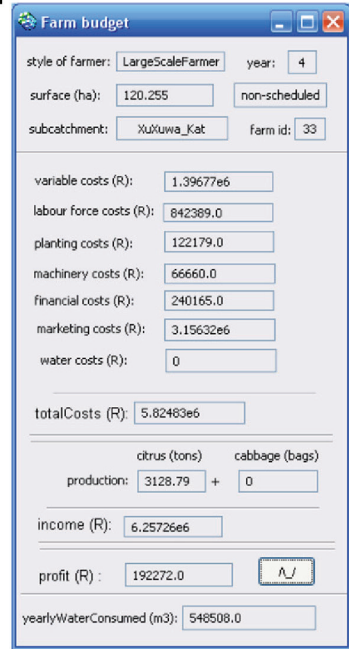 Farm budget
style of farmer: LargeScaleFarmer year: 4
surface (ha): 120.255 non-scheduled
subcatchment: XuXuwa_Kat farm id: 33
variable costs (R): 1.39677e6
labour force costs (R): 842389.0
planting costs (R): 122179.0
machinery costs (R): 66660.0
financial costs (R): 240165.0
marketing costs (R): 3.15632e6
water costs (R): 0
totalCosts (R): 5.82483e6
citrus (tons) cabbage (bags)
production: 3128.79 + 0
income (R): 6.25726e6
profit (R) : 192272.0 /\_/
yearlyWaterConsumed (m3): 548508.0